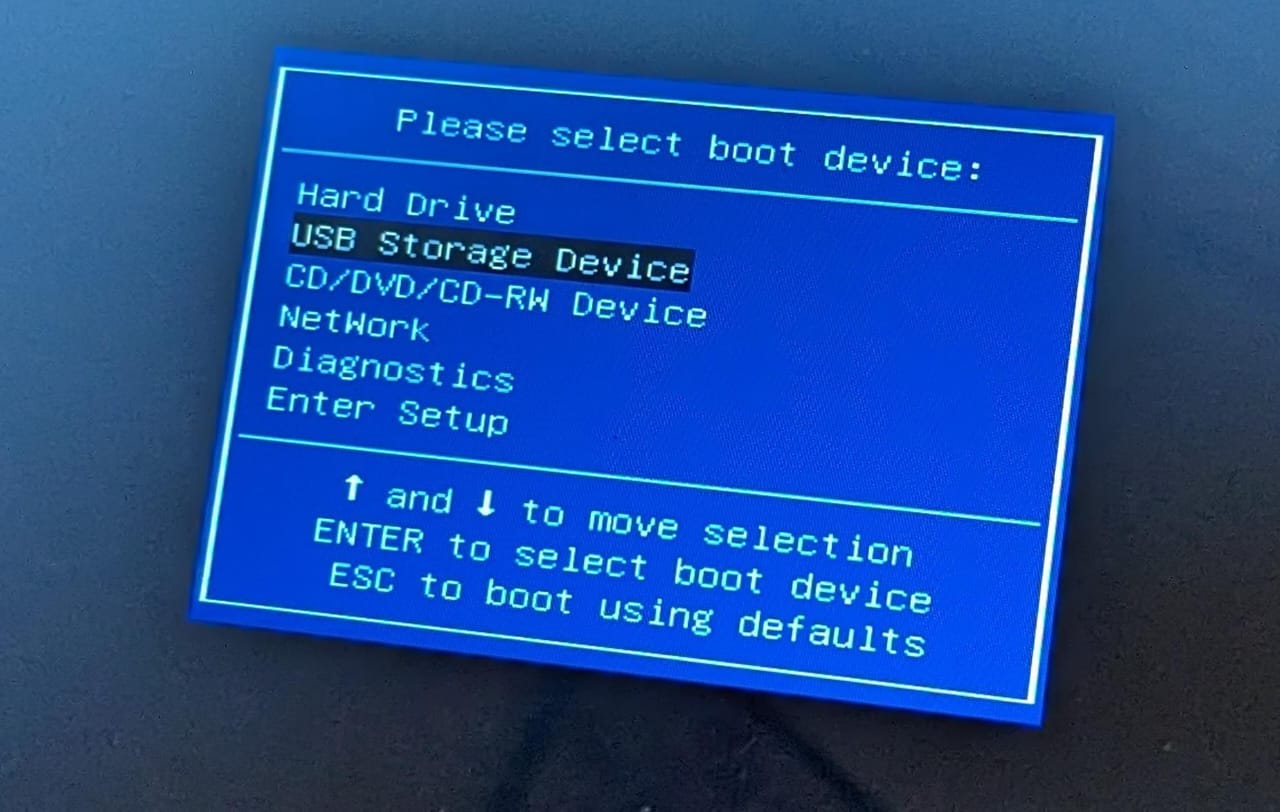 Please select boot device:
Hard Drive
USB Storage Device
CD/DVD/CD-RW Device
NetWork
Diagnostics
Enter Setup
↑ and ↓ to move selection
ENTER to select boot device
ESC to boot using defaults